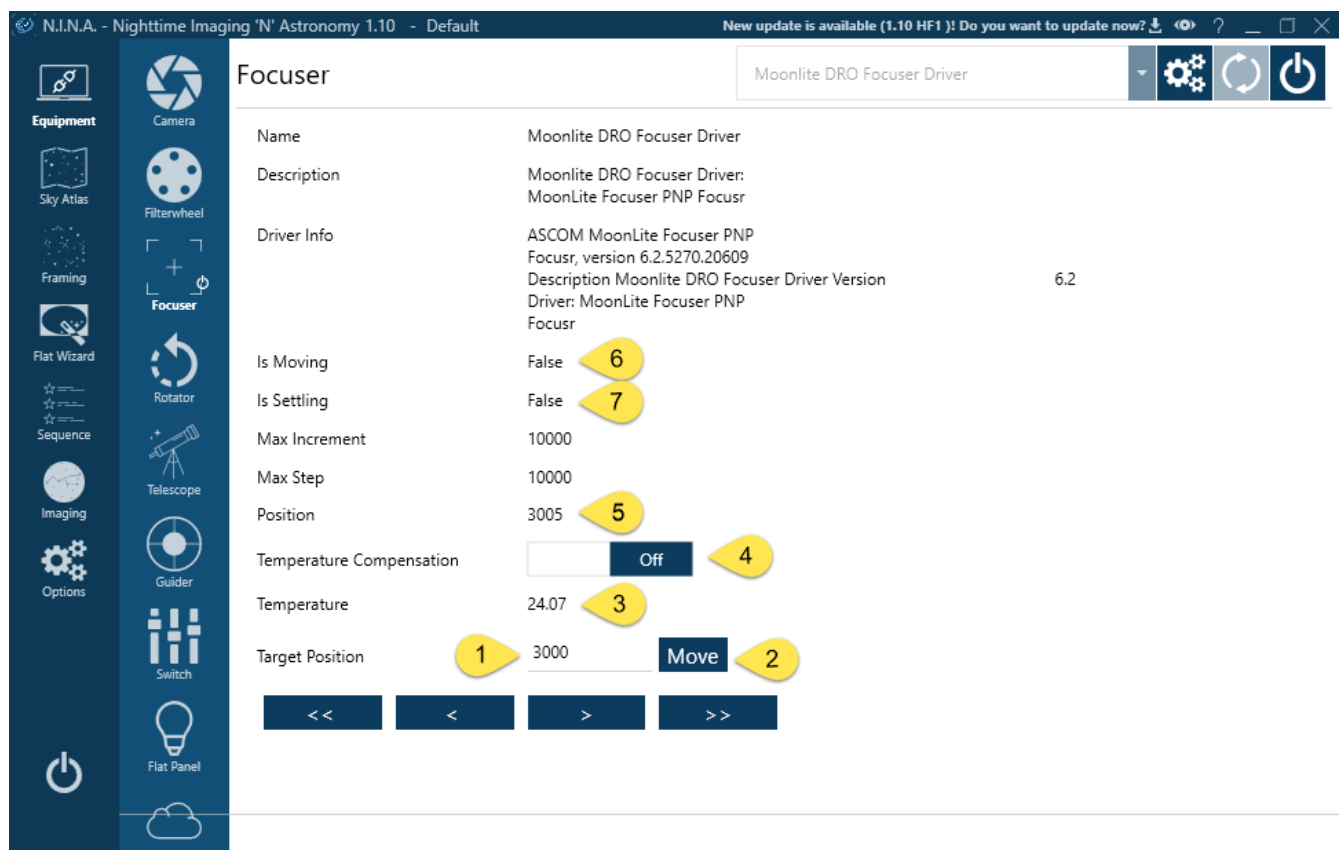 N.I.N.A. - Nighttime Imaging 'N' Astronomy 1.10 - Default
New update is available (1.10 HF1 )! Do you want to update now?
?
Equipment
Sky Atlas
Framing
Flat Wizard
Sequence
Imaging
Options
Camera
Filterwheel
Focuser
Rotator
Telescope
Guider
Switch
Flat Panel
Focuser
Moonlite DRO Focuser Driver
Name Moonlite DRO Focuser Driver
Description Moonlite DRO Focuser Driver:
MoonLite Focuser PNP Focusr
Driver Info ASCOM MoonLite Focuser PNP
Focusr, version 6.2.5270.20609
Description Moonlite DRO Focuser Driver Version 6.2
Driver: MoonLite Focuser PNP
Focusr
Is Moving False 6
Is Settling False 7
Max Increment 10000
Max Step 10000
Position 3005 5
Temperature Compensation Off 4
Temperature 24.07 3
Target Position 1 3000 Move 2
<< < > >>